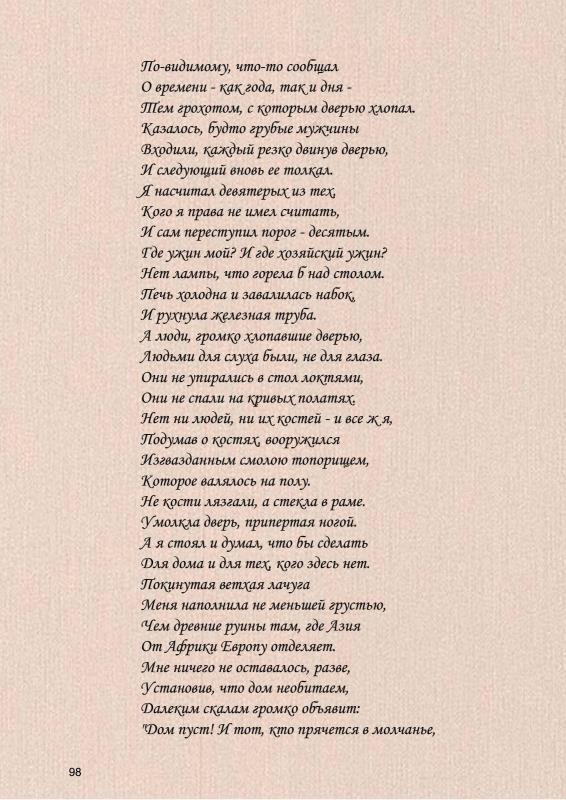 По-видимому, что-то сообщал
О времени - как года, так и дня -
Тем грохотом, с которым дверью хлопал.
Казалось, будто грубые мужчины
Входили, каждый резко двинув дверью,
И следующий вновь ее толкал.
Я насчитал девятерых из тех,
Кого я права не имел считать,
И сам переступил порог - десятым.
Где ужин мой? И где хозяйский ужин?
Нет лампы, что горела б над столом.
Печь холодна и завалилась набок,
И рухнула железная труба.
А люди, громко хлопавшие дверью,
Людьми для слуха были, не для глаза.
Они не упирались в стол локтями,
Они не спали на кривых полатях.
Нет ни людей, ни их костей - и все ж я,
Подумав о костях, вооружился
Изгвазданным смолою топорищем,
Которое валялось на полу.
Не кости лязгали, а стекла в раме.
Умолкла дверь, припертая ногой.
А я стоял и думал, что бы сделать
Для дома и для тех, кого здесь нет.
Покинутая ветхая лачуга
Меня наполнила не меньшей грустью,
Чем древние руины там, где Азия
От Африки Европу отделяет.
Мне ничего не оставалось, разве,
Установив, что дом необитаем,
Далеким скалам громко объявит:
"Дом пуст! И тот, кто прячется в молчанье,
98